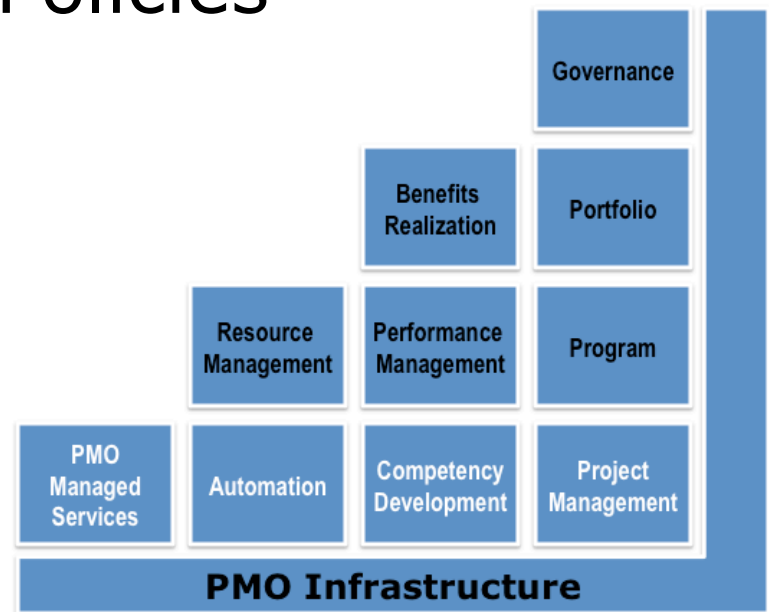 Policies
Governance
Benefits
Realization
Portfolio
Resource
Management
Performance
Management
Program
PMO
Managed
Services
Automation
Competency
Development
Project
Management
PMO Infrastructure